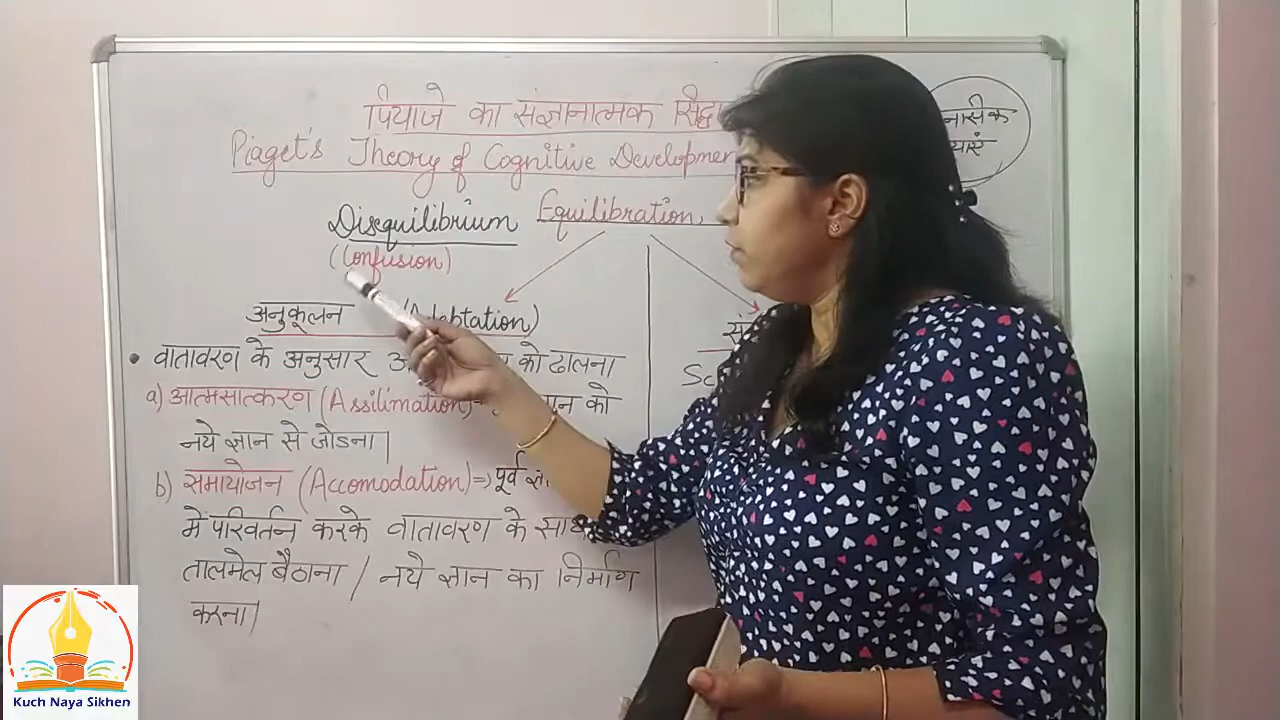 पियाजे का संज्ञानात्मक
Piaget's Theory of Cognitive
Disequilibrium Equilibration
(Confusion)
अनुकूलन
वातावरण के अनुसार को ढालना
a) आत्मसात्करण (Assilimation) को
नये ज्ञान से जोडना।
b) समायोजन (Accomodation) => पूर्व
में परिवर्तन करके वातावरण के
तालमेल बैठाना / नये ज्ञान का निर्माण
करना।
Kuch Naya Sikhen